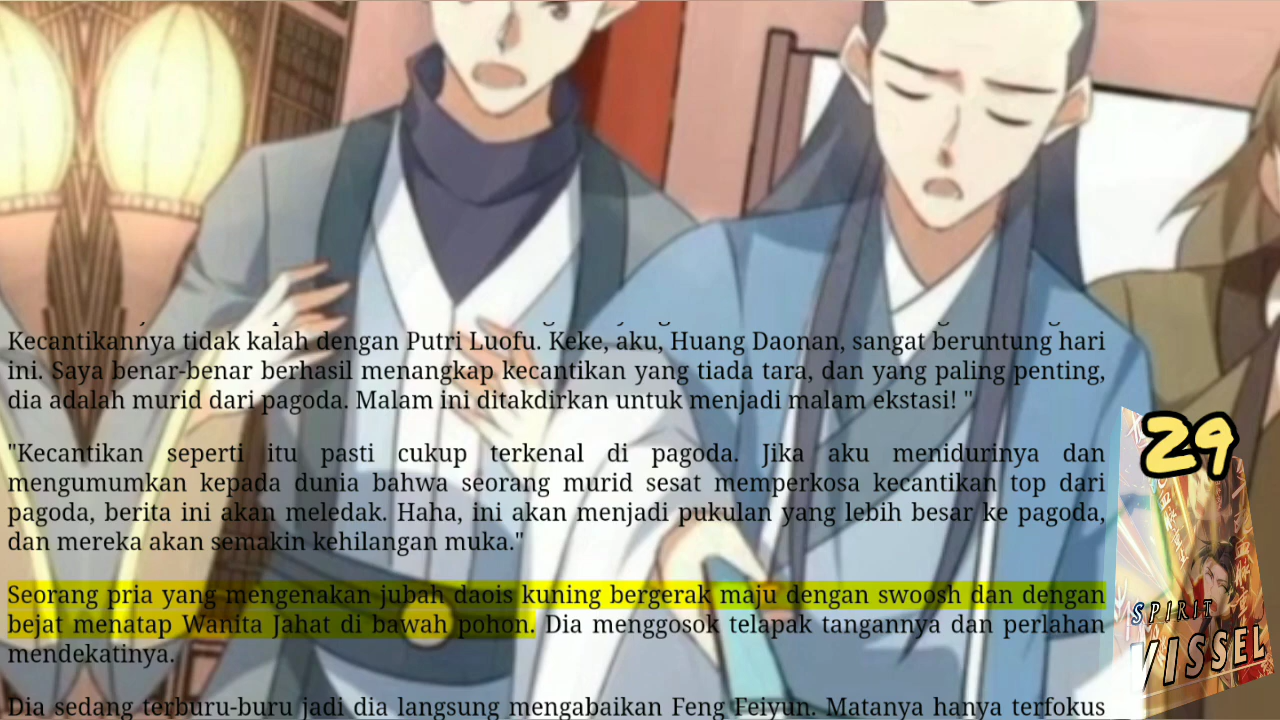 Kecantikannya tidak kalah dengan Putri Luofu. Keke, aku, Huang Daonan, sangat beruntung hari
ini. Saya benar-benar berhasil menangkap kecantikan yang tiada tara, dan yang paling penting,
dia adalah murid dari pagoda. Malam ini ditakdirkan untuk menjadi malam ekstasi! "
"Kecantikan seperti itu pasti cukup terkenal di pagoda. Jika aku menidurinya dan
mengumumkan kepada dunia bahwa seorang murid sesat memperkosa kecantikan top dari
pagoda, berita ini akan meledak. Haha, ini akan menjadi pukulan yang lebih besar ke pagoda,
dan mereka akan semakin kehilangan muka."
Seorang pria yang mengenakan jubah daois kuning bergerak maju dengan swoosh dan dengan
bejat menatap Wanita Jahat di bawah pohon. Dia menggosok telapak tangannya dan perlahan
mendekatinya.
Dia sedang terburu-buru jadi dia langsung mengabaikan Feng Feiyun. Matanya hanya terfokus
29
SPIRIT
VISSEL